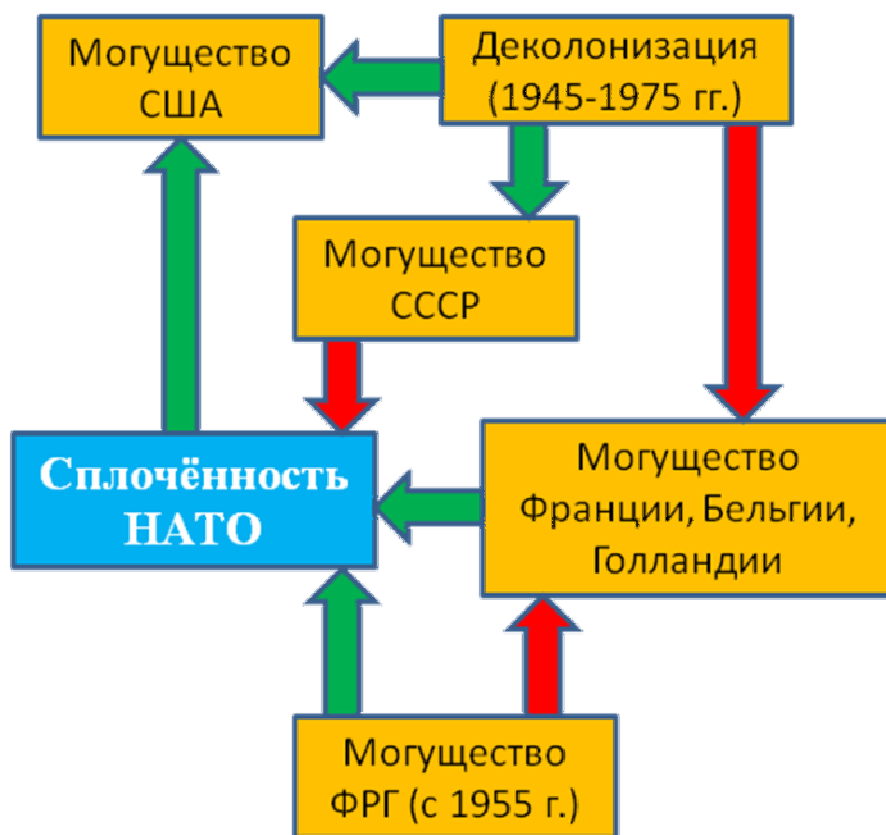 Могущество
США
Деколонизация
(1945-1975 гг.)
Могущество
СССР
Сплочённость
НАТО
Могущество
Франции, Бельгии,
Голландии
Могущество
ФРГ (с 1955 г.)